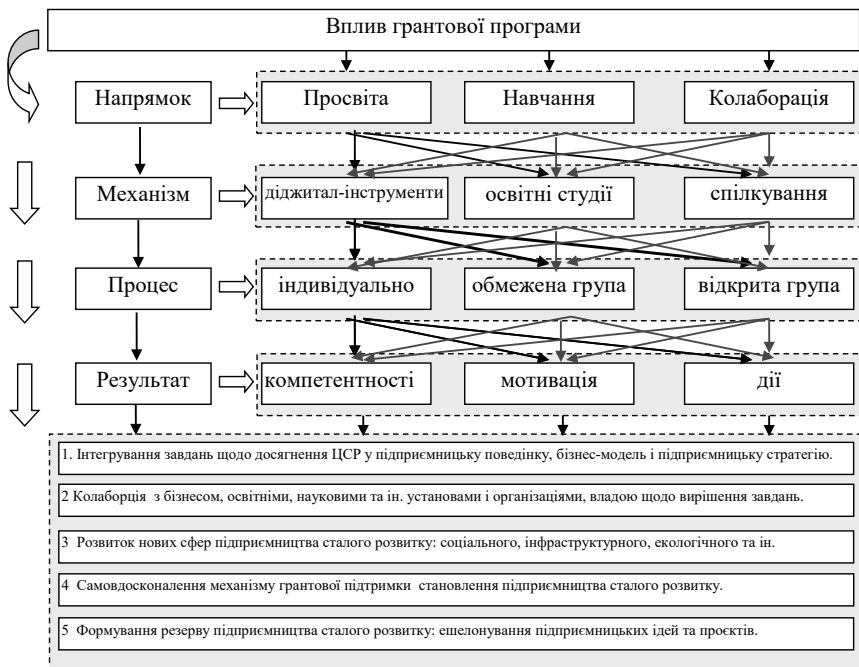 Вплив грантової програми
Напрямок
Просвіта
Навчання
Колаборація
Механізм
діджитал-інструменти
освітні студії
спілкування
Процес
індивідуально
обмежена група
відкрита група
Результат
компетентності
мотивація
дії
1. Інтегрування завдань щодо досягнення ЦСР у підприємницьку поведінку, бізнес-модель і підприємницьку стратегію.
2 Колаборція з бізнесом, освітніми, науковими та ін. установами і організаціями, владою щодо вирішення завдань.
3 Розвиток нових сфер підприємництва сталого розвитку: соціального, інфраструктурного, екологічного та ін.
4 Самовдосконалення механізму грантової підтримки становлення підприємництва сталого розвитку.
5 Формування резерву підприємництва сталого розвитку: ешелонування підприємницьких ідей та проєктів.